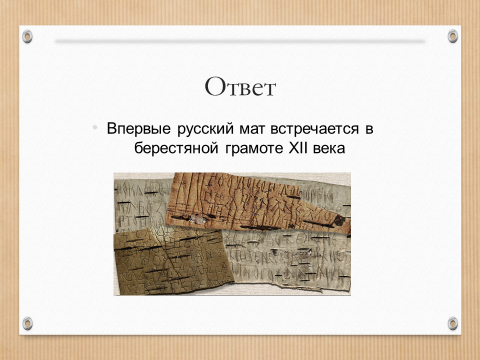 Ответ
Впервые русский мат встречается в
берестяной грамоте XII века